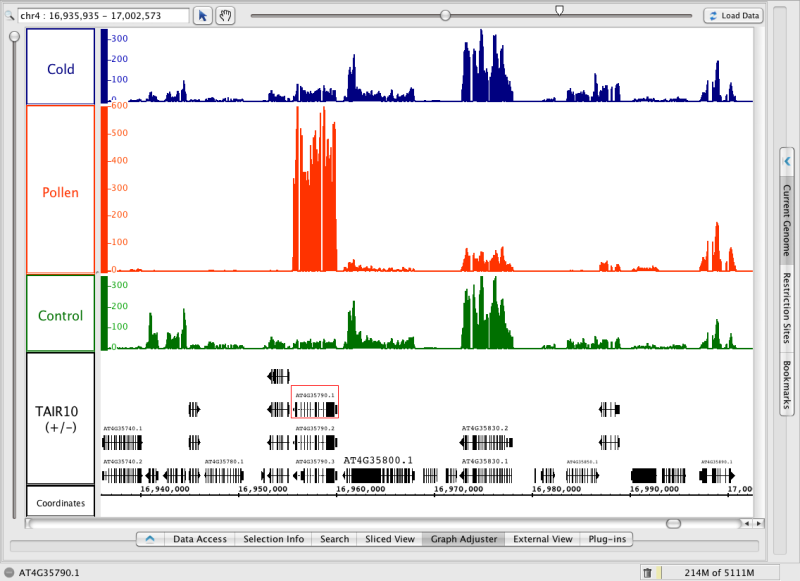 chr4 : 16,935,935 - 17,002,573
Load Data
Cold
300
200
100
0
Pollen
600
500
400
300
200
100
0
Control
300
200
100
0
TAIR10
(+/-)
AT4G35790.1
AT4G35740.1 AT4G35790.2 AT4G35830.2
AT4G35740.2 AT4G35780.1 AT4G35790.3 AT4G35800.1 AT4G35830.1
Coordinates
16,940,000 16,950,000 16,960,000 16,970,000 16,980,000 16,990,000 17,00
Current Genome
Restriction Sites
Bookmarks
Data Access Selection Info Search Sliced View Graph Adjuster External View Plug-ins
AT4G35790.1 214M of 5111M